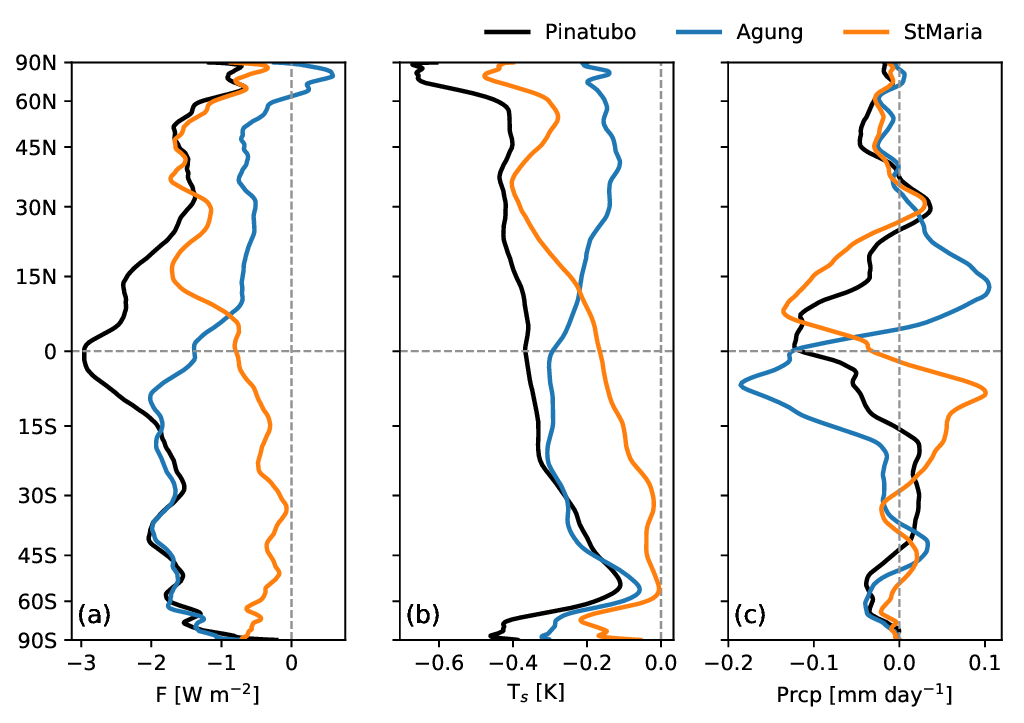 Pinatubo Agung StMaria
90N
60N
45N
30N
15N
0
15S
30S
45S
60S
90S
(a) (b) (c)
−3 −2 −1 0 −0.6 −0.4 −0.2 0.0 −0.2 −0.1 0.0 0.1
F [W m⁻²] Tₛ [K] Prcp [mm day⁻¹]